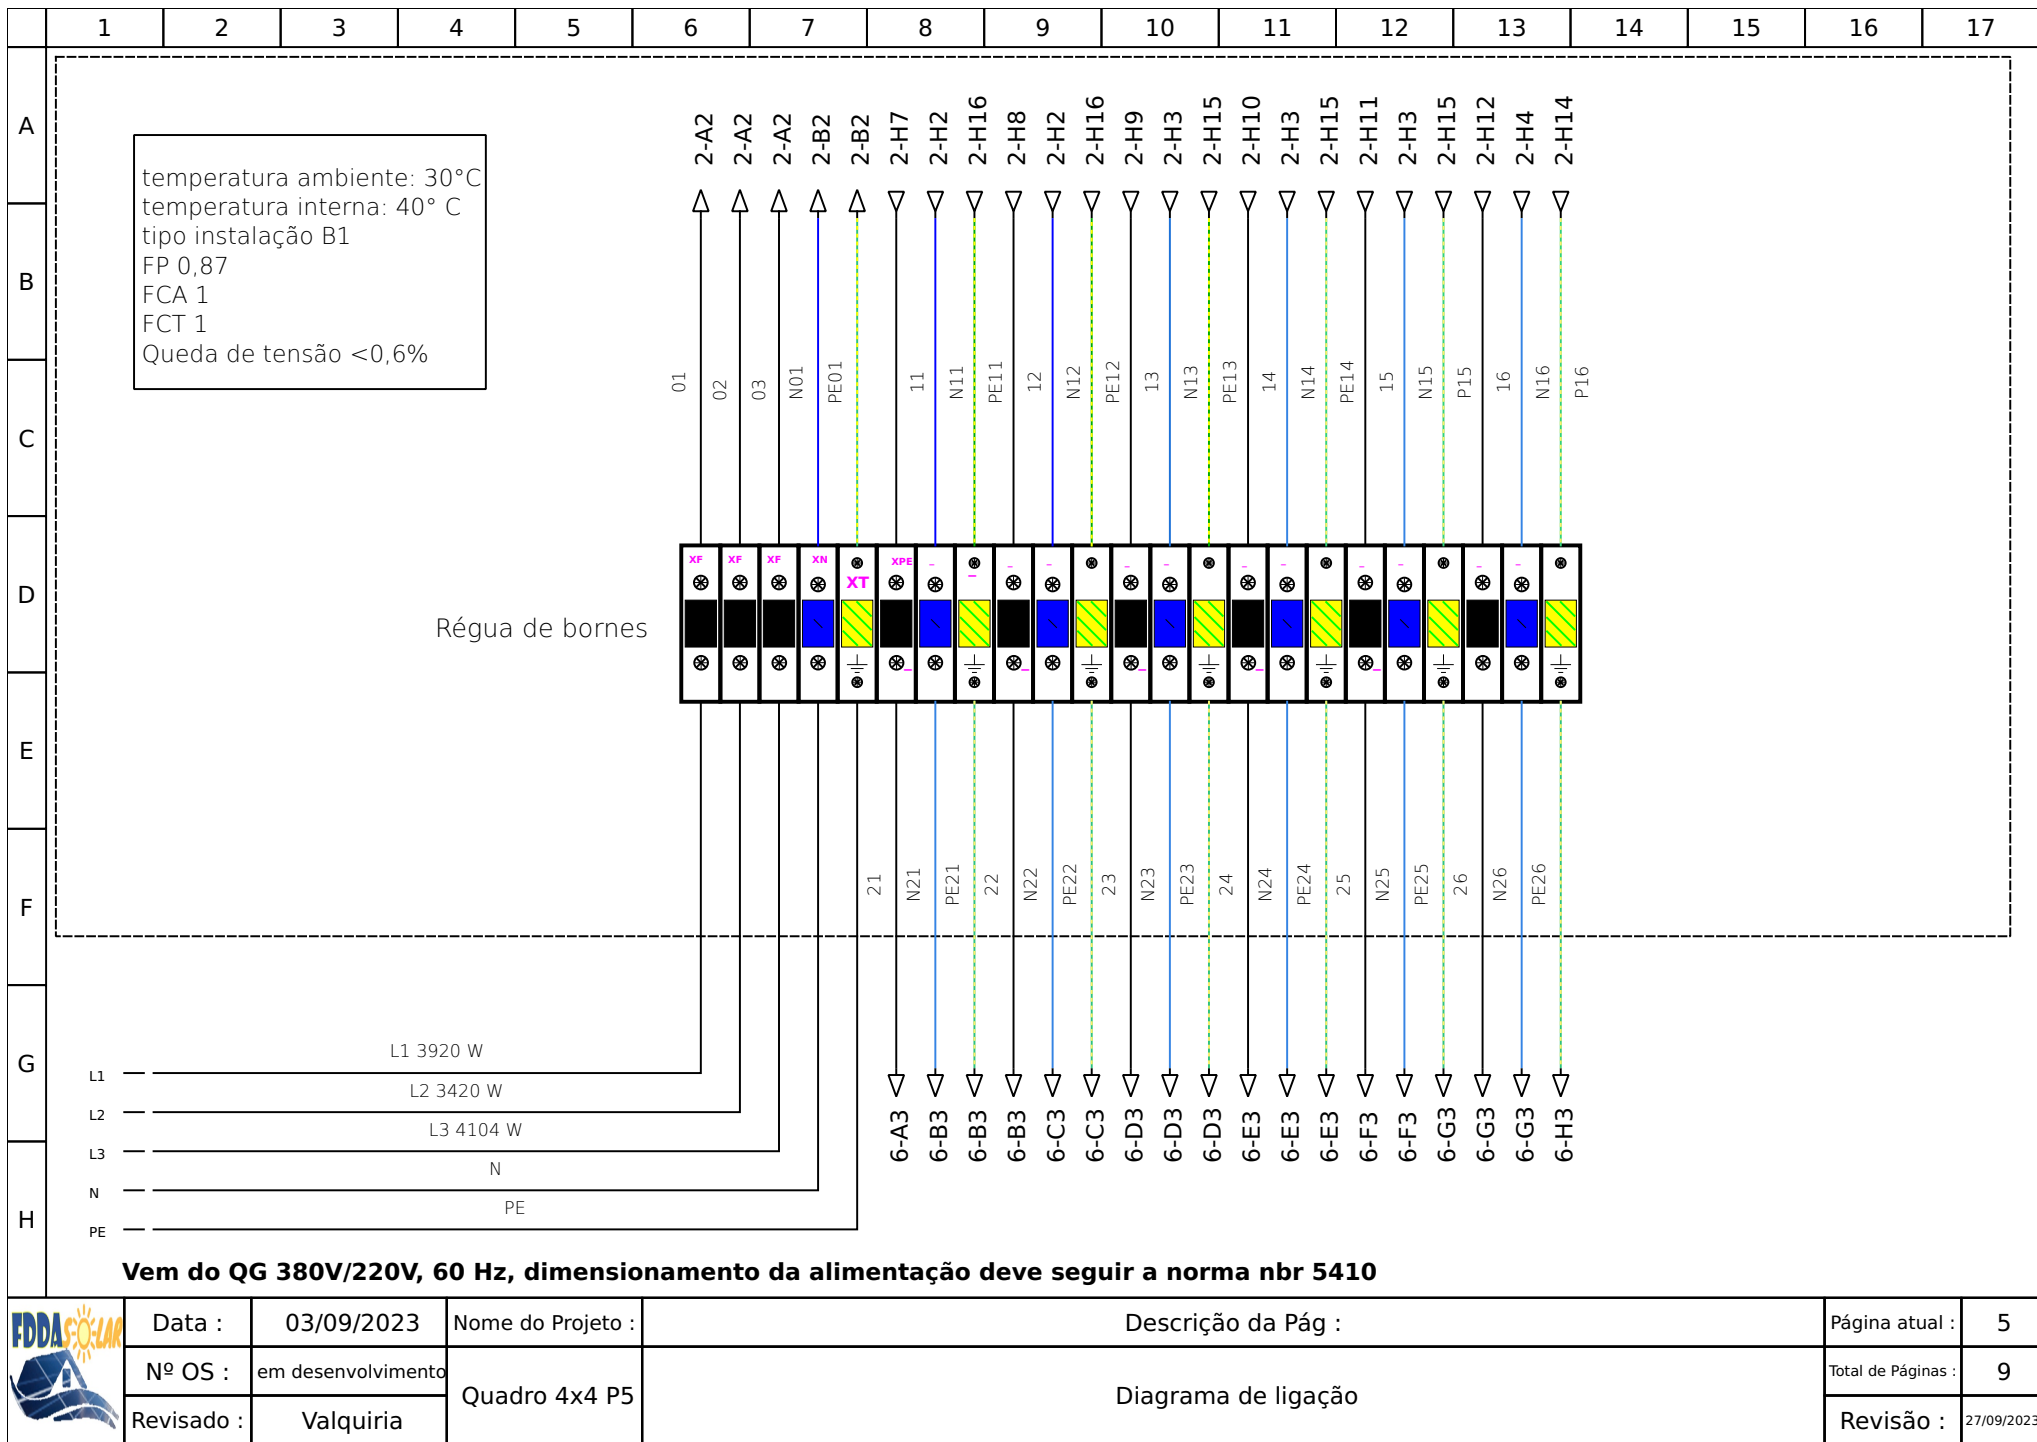 1 2 3 4 5 6 7 8 9 10 11 12 13 14 15 16 17
A
B
C
D
E
F
G
H
temperatura ambiente: 30°C
temperatura interna: 40° C
tipo instalação B1
FP 0,87
FCA 1
FCT 1
Queda de tensão <0,6%
2-A2 2-A2 2-A2 2-B2 2-B2 2-H7 2-H2 2-H16 2-H8 2-H2 2-H16 2-H9 2-H3 2-H15 2-H10 2-H3 2-H15 2-H11 2-H3 2-H15 2-H12 2-H4 2-H14
01 02 03 N01 PE01 11 N11 PE11 12 N12 PE12 13 N13 PE13 14 N14 PE14 15 N15 P15 16 N16 P16
XF XF XF XN XT XPE
Régua de bornes
21 N21 PE21 22 N22 PE22 23 N23 PE23 24 N24 PE24 25 N25 PE25 26 N26 PE26
6-A3 6-B3 6-B3 6-B3 6-C3 6-C3 6-D3 6-D3 6-D3 6-E3 6-E3 6-E3 6-F3 6-F3 6-G3 6-G3 6-G3 6-H3
L1 L1 3920 W
L2 L2 3420 W
L3 L3 4104 W
N N
PE PE
Vem do QG 380V/220V, 60 Hz, dimensionamento da alimentação deve seguir a norma nbr 5410
FDDA SOLAR
Data : 03/09/2023
Nº OS : em desenvolvimento
Revisado : Valquiria
Nome do Projeto :
Quadro 4x4 P5
Descrição da Pág :
Diagrama de ligação
Página atual : 5
Total de Páginas : 9
Revisão : 27/09/2023